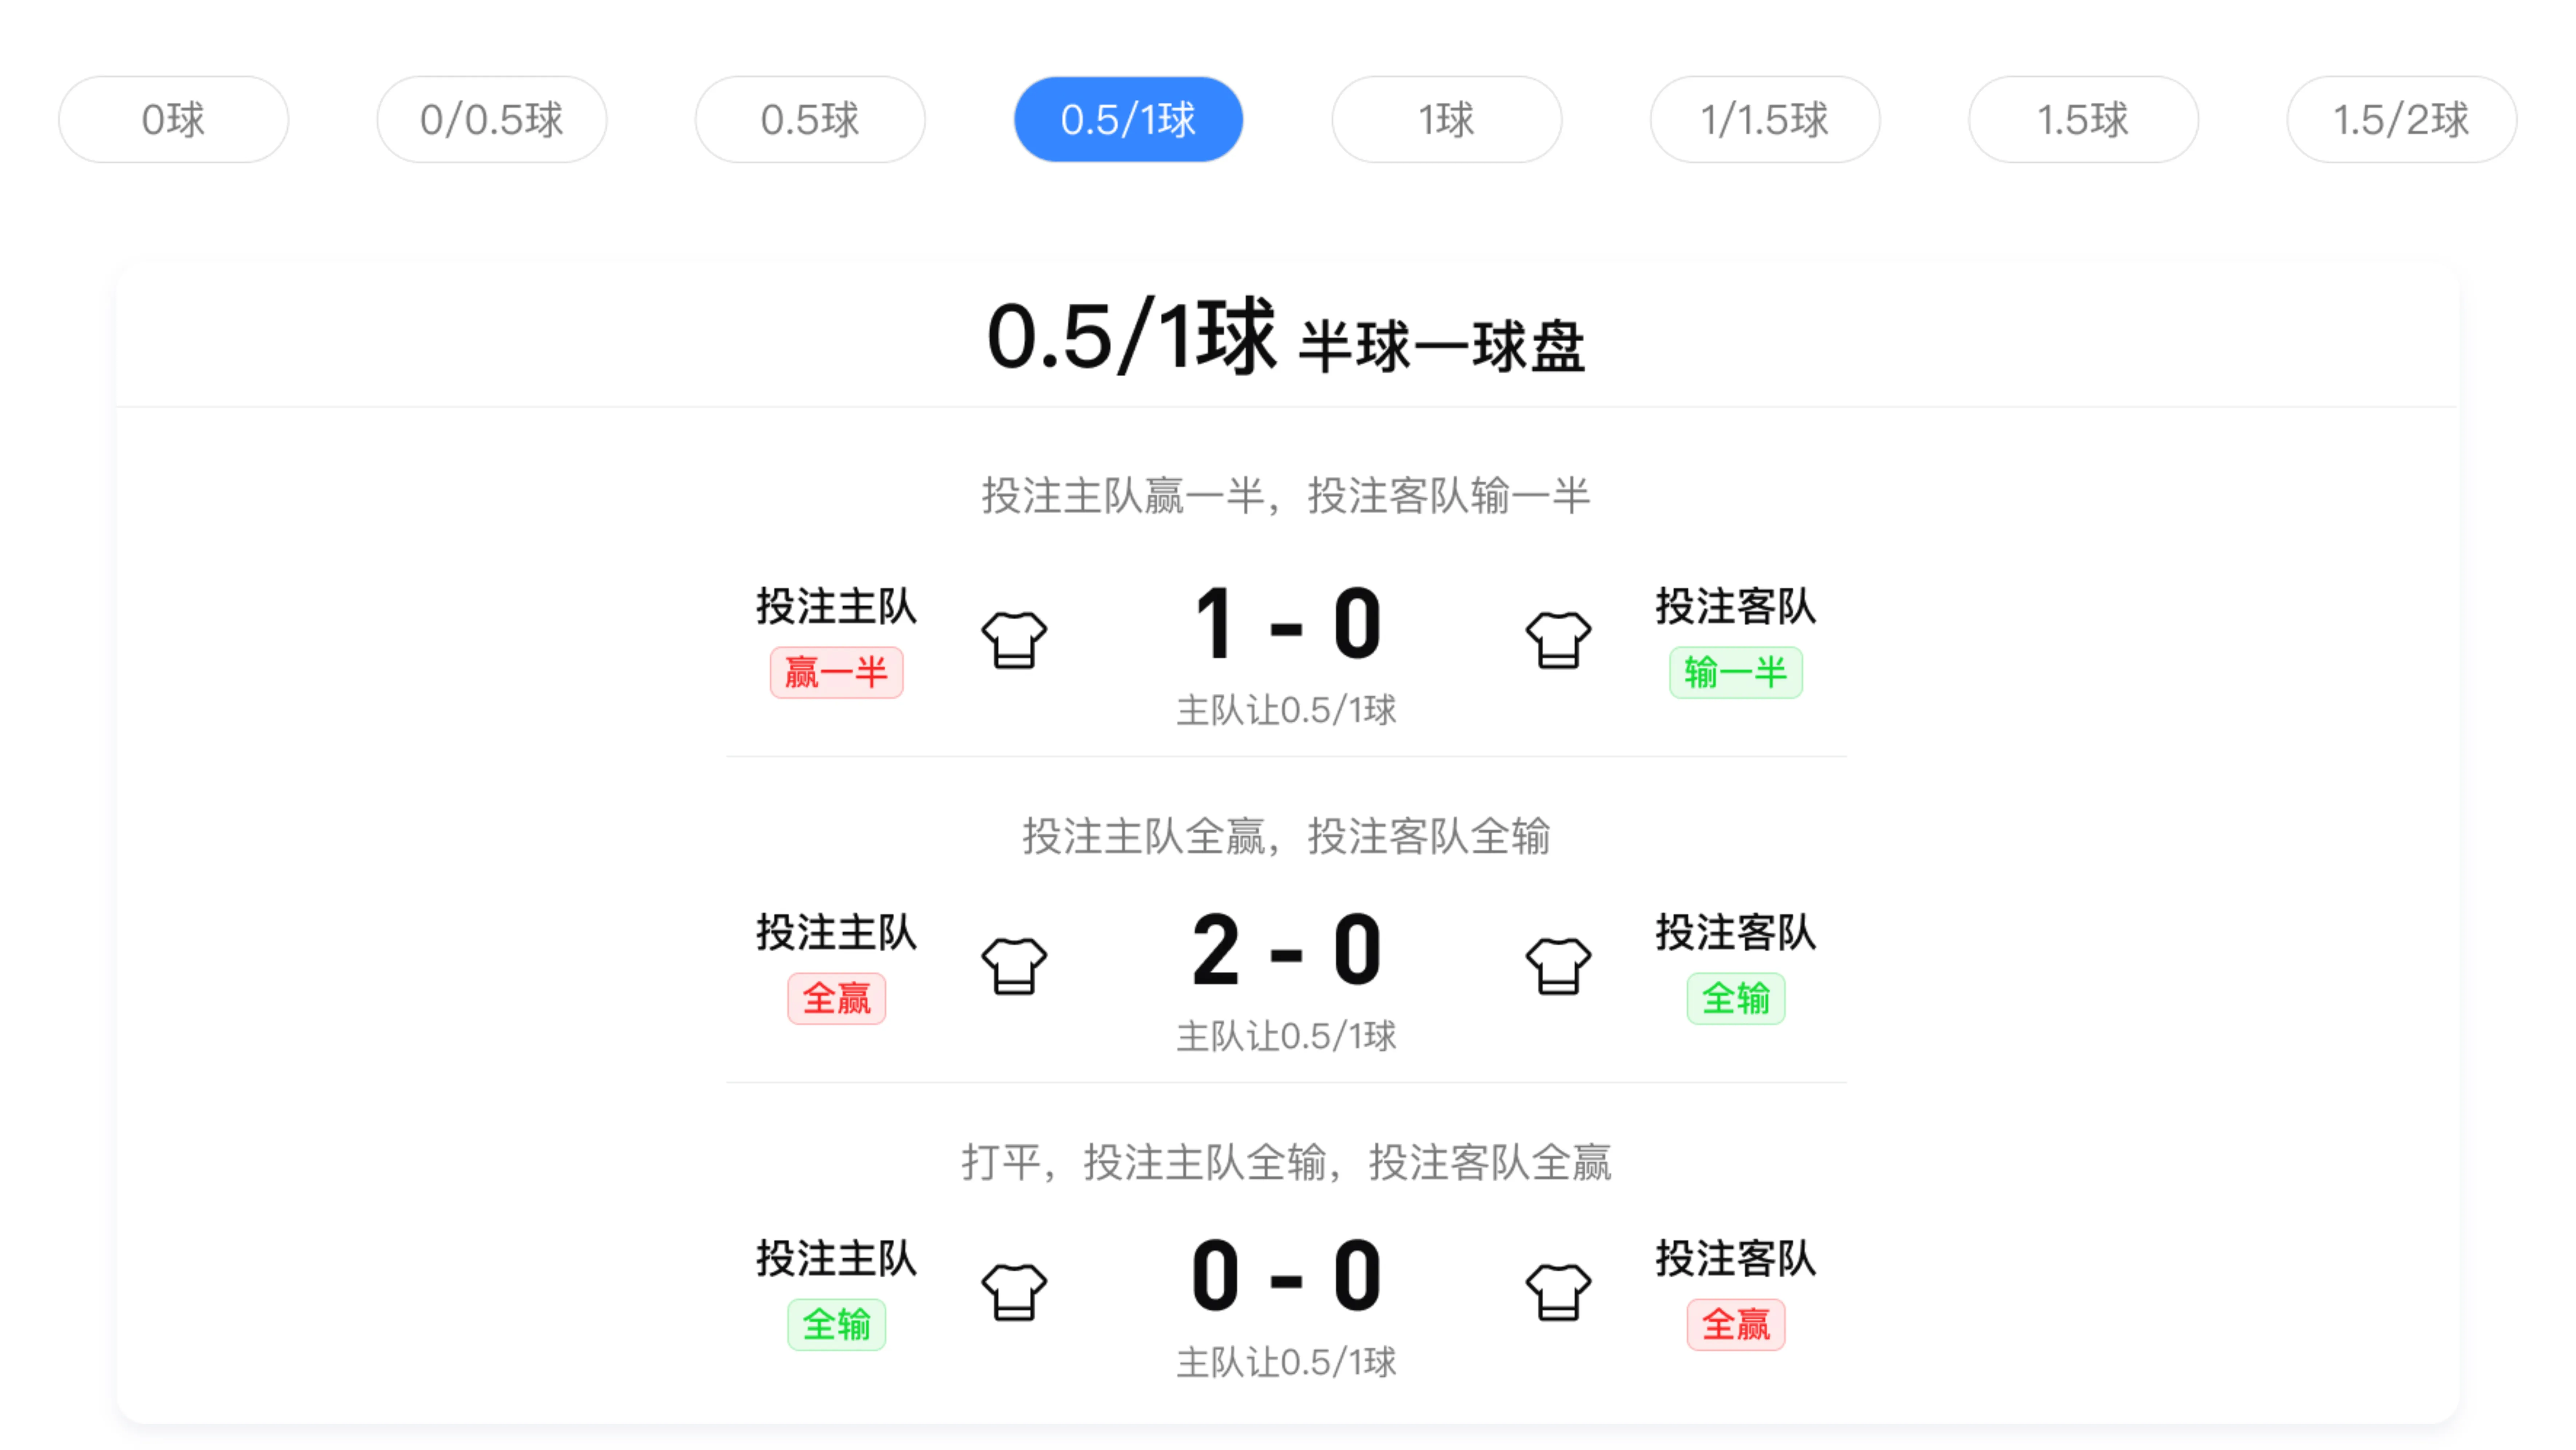 0球 0/0.5球 0.5球 0.5/1球 1球 1/1.5球 1.5球 1.5/2球
0.5/1球 半球一球盘
投注主队赢一半，投注客队输一半
投注主队 1 - 0 投注客队
赢一半 输一半
主队让0.5/1球
投注主队全赢，投注客队全输
投注主队 2 - 0 投注客队
全赢 全输
主队让0.5/1球
打平，投注主队全输，投注客队全赢
投注主队 0 - 0 投注客队
全输 全赢
主队让0.5/1球